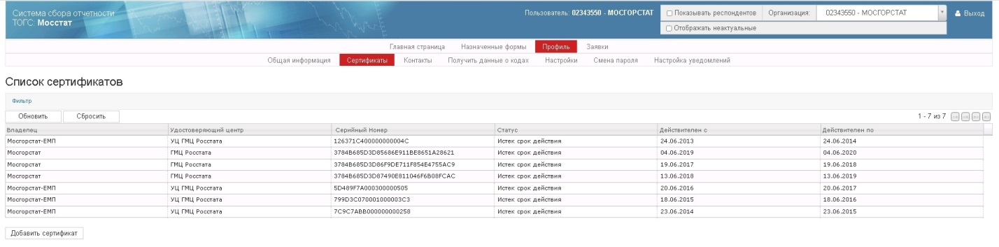 Система сбора отчетности
ТОГС: Мосстат
Пользователь: 02343550 - МОСГОРСТАТ
Показывать респондентов Организация: 02343550 - МОСГОРСТАТ
Выход
Отображать неактуальные
Главная страница Назначенные формы Профиль Заявки
Общая информация Сертификаты Контакты Получить данные о кодах Настройки Смена пароля Настройка уведомлений
Список сертификатов
Фильтр
Обновить Сбросить 1 - 7 из 7
Владелец Удостоверяющий центр Серийный Номер Статус Действителен с Действителен по
Мосгорстат-ЕМП УЦ ГМЦ Росстата 126371C400000000004C Истек срок действия 24.06.2013 24.06.2014
Мосгорстат ГМЦ Росстата 3784B685D3D85686E911BE8651A28621 Истек срок действия 04.06.2019 04.06.2020
Мосгорстат ГМЦ Росстата 3784B685D3D86F9DE711F854E4755AC9 Истек срок действия 19.06.2017 19.06.2018
Мосгорстат ГМЦ Росстата 3784B685D3D87490E811046F6B08FCAC Истек срок действия 13.06.2018 13.06.2019
Мосгорстат-ЕМП УЦ ГМЦ Росстата 5D489F7A000300000505 Истек срок действия 20.06.2016 20.06.2017
Мосгорстат-ЕМП УЦ ГМЦ Росстата 799D3C070001000003C3 Истек срок действия 18.06.2015 18.06.2016
Мосгорстат-ЕМП УЦ ГМЦ Росстата 7C9C7ABB000000000258 Истек срок действия 23.06.2014 23.06.2015
Добавить сертификат